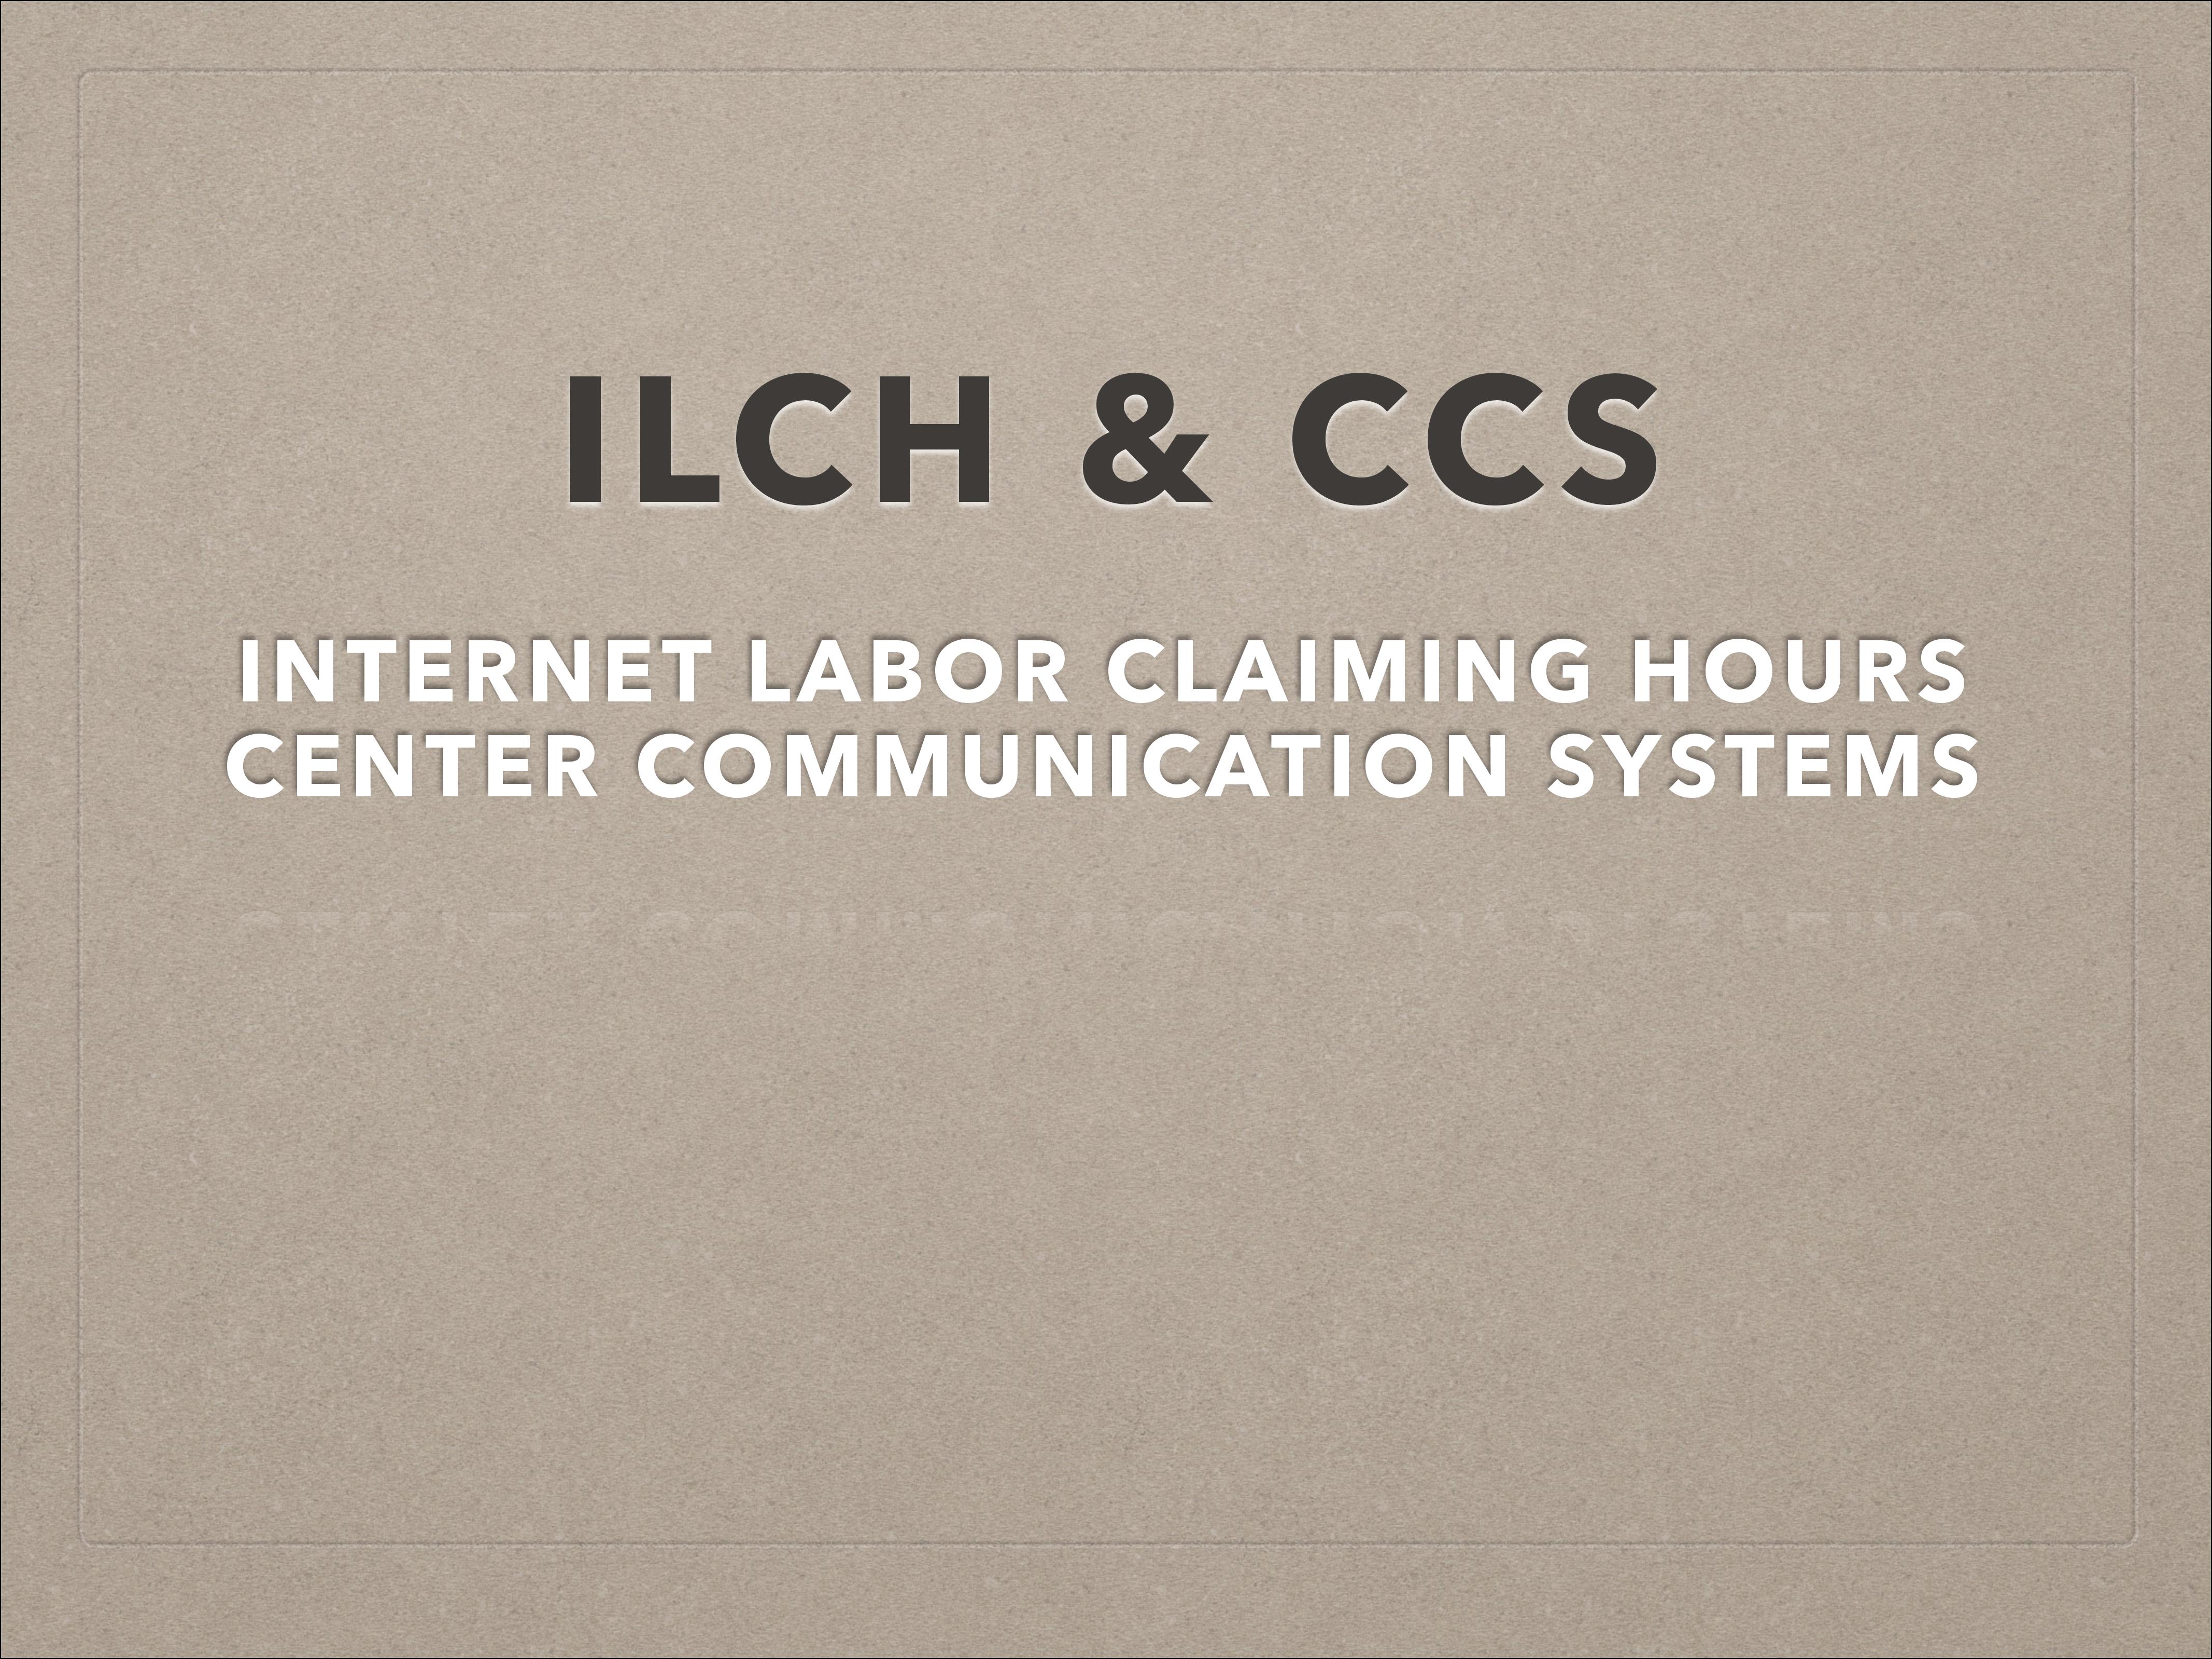 ILCH & CCS
INTERNET LABOR CLAIMING HOURS
CENTER COMMUNICATION SYSTEMS